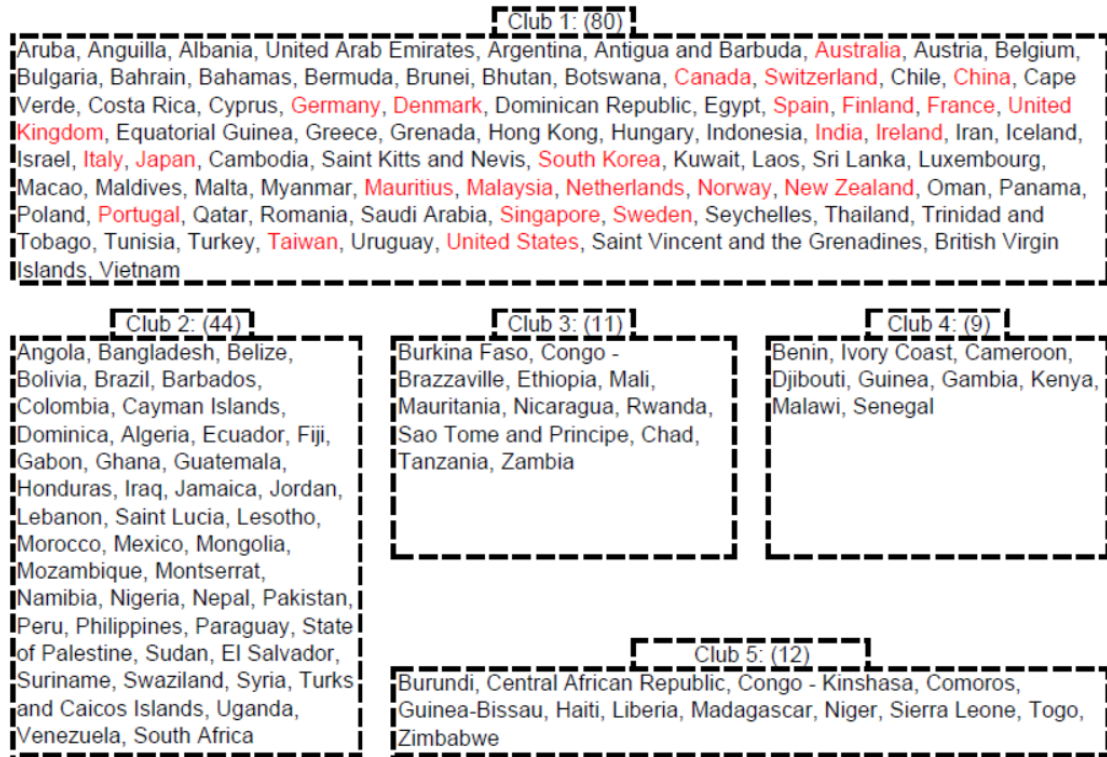 Club 1: (80)
Aruba, Anguilla, Albania, United Arab Emirates, Argentina, Antigua and Barbuda, Australia, Austria, Belgium,
Bulgaria, Bahrain, Bahamas, Bermuda, Brunei, Bhutan, Botswana, Canada, Switzerland, Chile, China, Cape
Verde, Costa Rica, Cyprus, Germany, Denmark, Dominican Republic, Egypt, Spain, Finland, France, United
Kingdom, Equatorial Guinea, Greece, Grenada, Hong Kong, Hungary, Indonesia, India, Ireland, Iran, Iceland,
Israel, Italy, Japan, Cambodia, Saint Kitts and Nevis, South Korea, Kuwait, Laos, Sri Lanka, Luxembourg,
Macao, Maldives, Malta, Myanmar, Mauritius, Malaysia, Netherlands, Norway, New Zealand, Oman, Panama,
Poland, Portugal, Qatar, Romania, Saudi Arabia, Singapore, Sweden, Seychelles, Thailand, Trinidad and
Tobago, Tunisia, Turkey, Taiwan, Uruguay, United States, Saint Vincent and the Grenadines, British Virgin
Islands, Vietnam
Club 2: (44)
Angola, Bangladesh, Belize,
Bolivia, Brazil, Barbados,
Colombia, Cayman Islands,
Dominica, Algeria, Ecuador, Fiji,
Gabon, Ghana, Guatemala,
Honduras, Iraq, Jamaica, Jordan,
Lebanon, Saint Lucia, Lesotho,
Morocco, Mexico, Mongolia,
Mozambique, Montserrat,
Namibia, Nigeria, Nepal, Pakistan,
Peru, Philippines, Paraguay, State
of Palestine, Sudan, El Salvador,
Suriname, Swaziland, Syria, Turks
and Caicos Islands, Uganda,
Venezuela, South Africa
Club 3: (11)
Burkina Faso, Congo -
Brazzaville, Ethiopia, Mali,
Mauritania, Nicaragua, Rwanda,
Sao Tome and Principe, Chad,
Tanzania, Zambia
Club 4: (9)
Benin, Ivory Coast, Cameroon,
Djibouti, Guinea, Gambia, Kenya,
Malawi, Senegal
Club 5: (12)
Burundi, Central African Republic, Congo - Kinshasa, Comoros,
Guinea-Bissau, Haiti, Liberia, Madagascar, Niger, Sierra Leone, Togo,
Zimbabwe